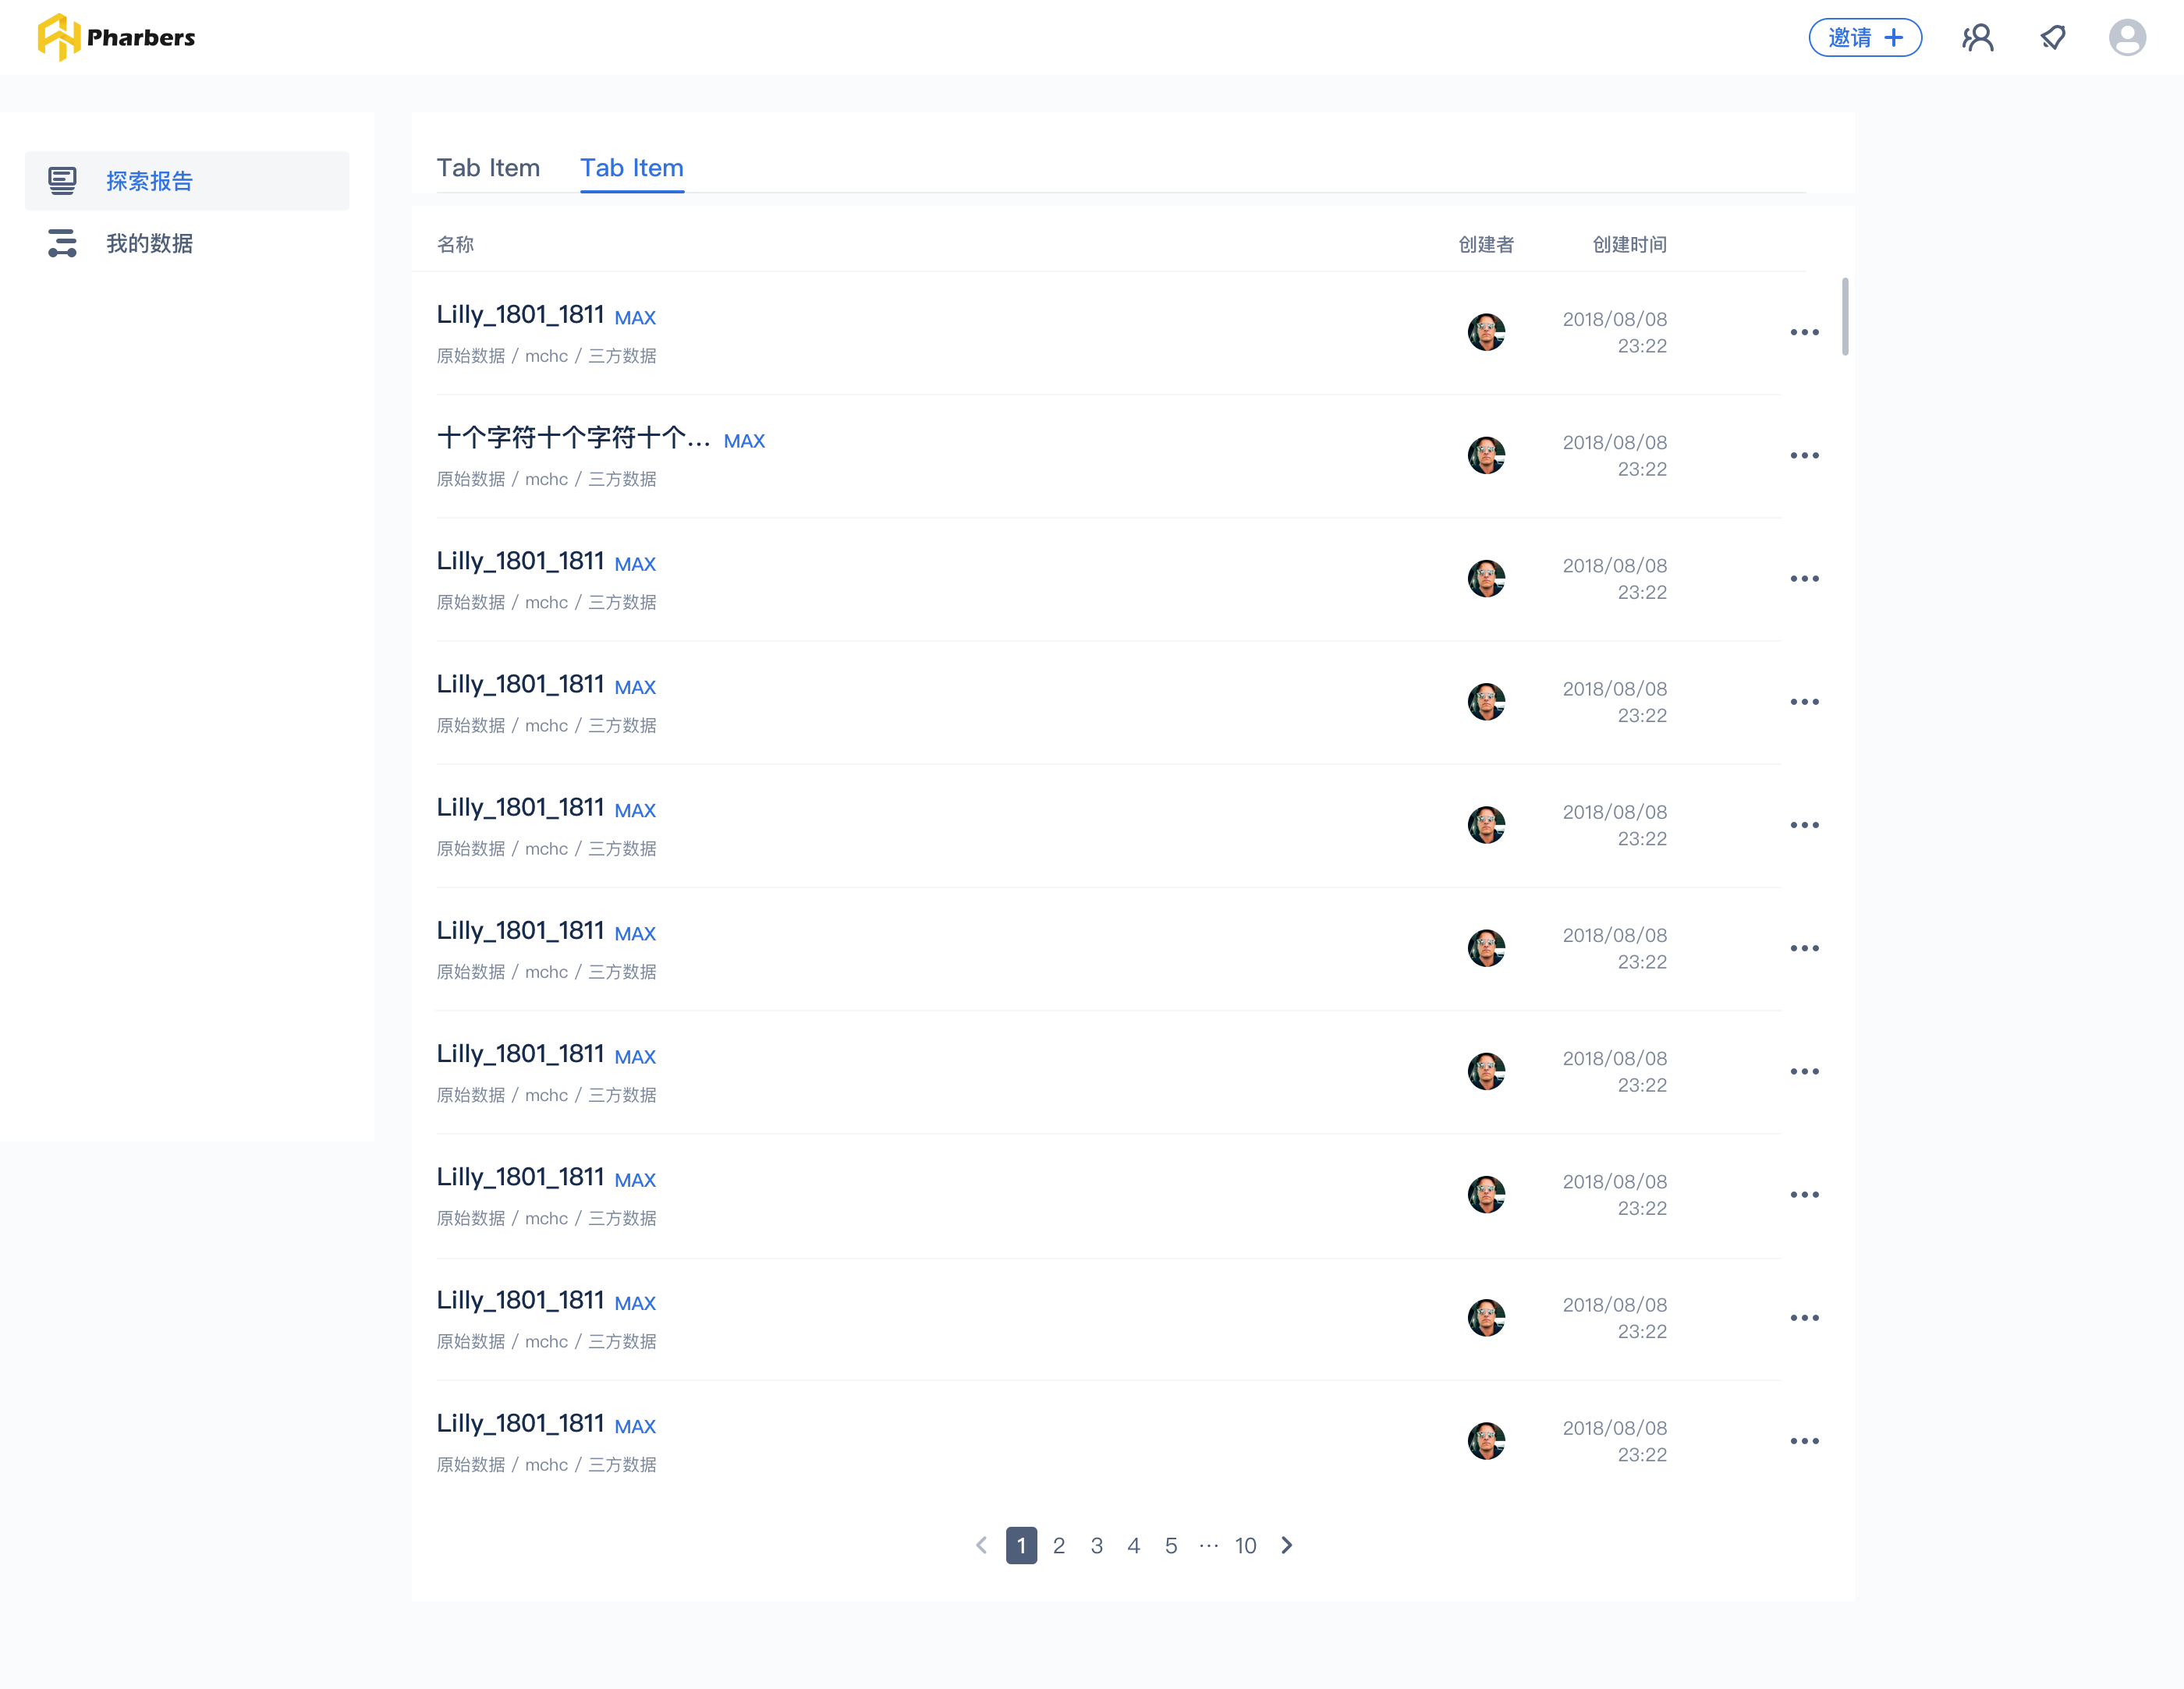 Pharbers
邀请
探索报告
我的数据
Tab Item Tab Item
名称 创建者 创建时间
Lilly_1801_1811 MAX
原始数据 / mchc / 三方数据
2018/08/08
23:22
十个字符十个字符十个... MAX
原始数据 / mchc / 三方数据
2018/08/08
23:22
Lilly_1801_1811 MAX
原始数据 / mchc / 三方数据
2018/08/08
23:22
Lilly_1801_1811 MAX
原始数据 / mchc / 三方数据
2018/08/08
23:22
Lilly_1801_1811 MAX
原始数据 / mchc / 三方数据
2018/08/08
23:22
Lilly_1801_1811 MAX
原始数据 / mchc / 三方数据
2018/08/08
23:22
Lilly_1801_1811 MAX
原始数据 / mchc / 三方数据
2018/08/08
23:22
Lilly_1801_1811 MAX
原始数据 / mchc / 三方数据
2018/08/08
23:22
Lilly_1801_1811 MAX
原始数据 / mchc / 三方数据
2018/08/08
23:22
Lilly_1801_1811 MAX
原始数据 / mchc / 三方数据
2018/08/08
23:22
1 2 3 4 5 ... 10